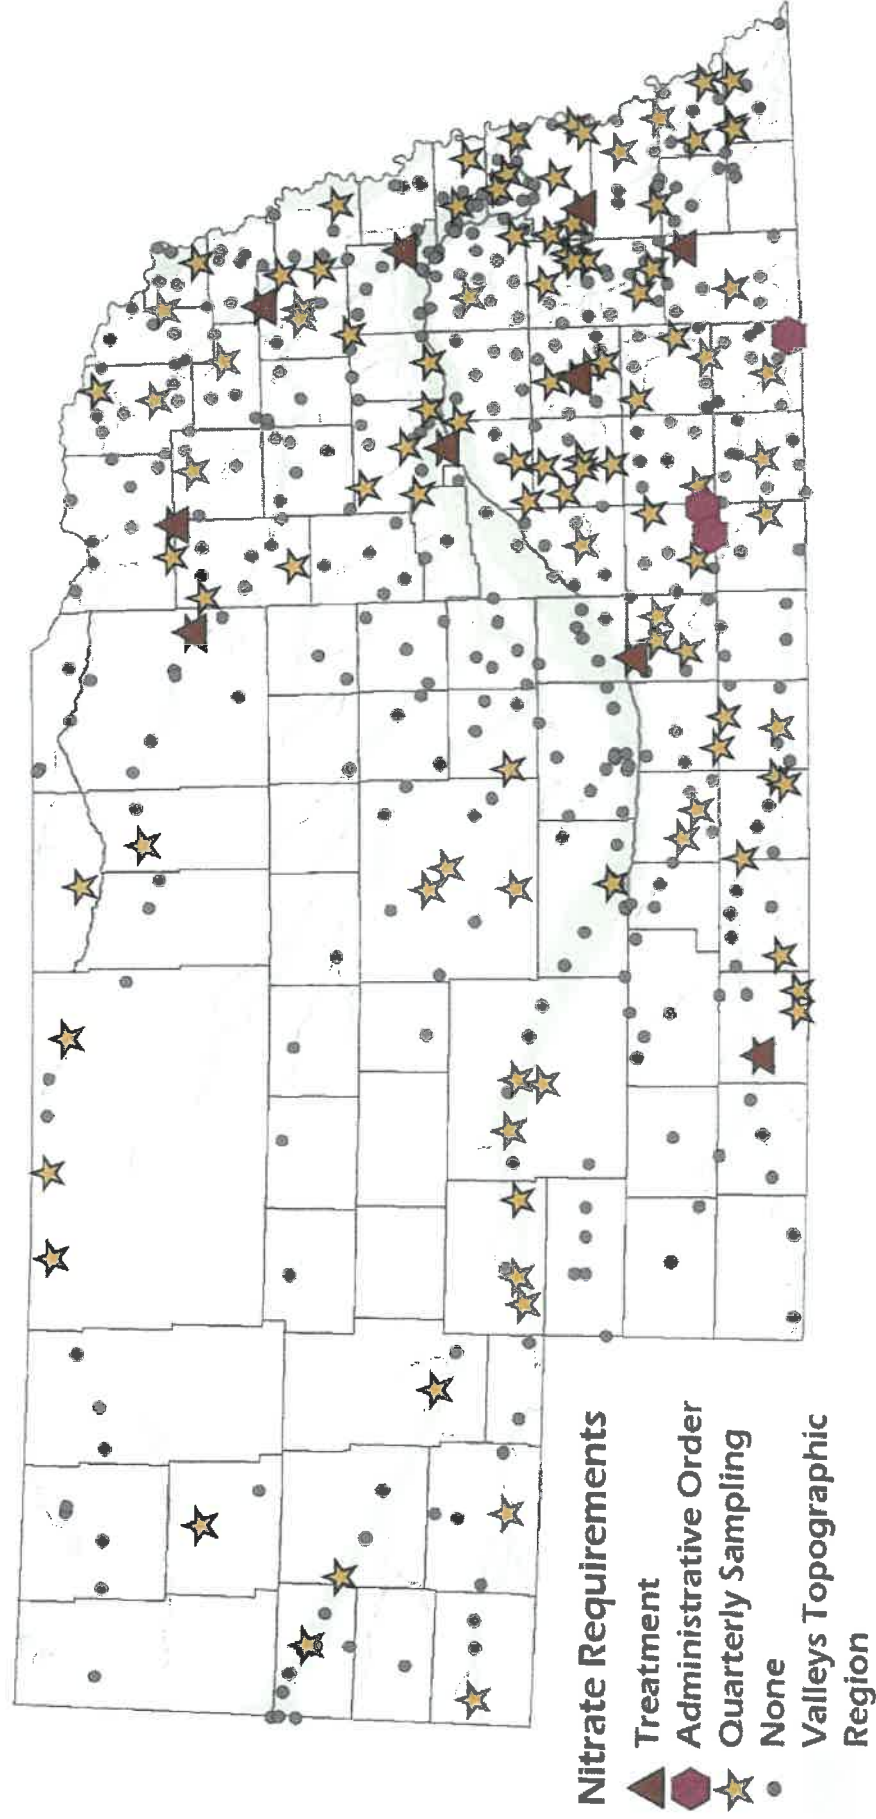 Nitrate Requirements
Treatment
Administrative Order
Quarterly Sampling
None
Valleys Topographic
Region